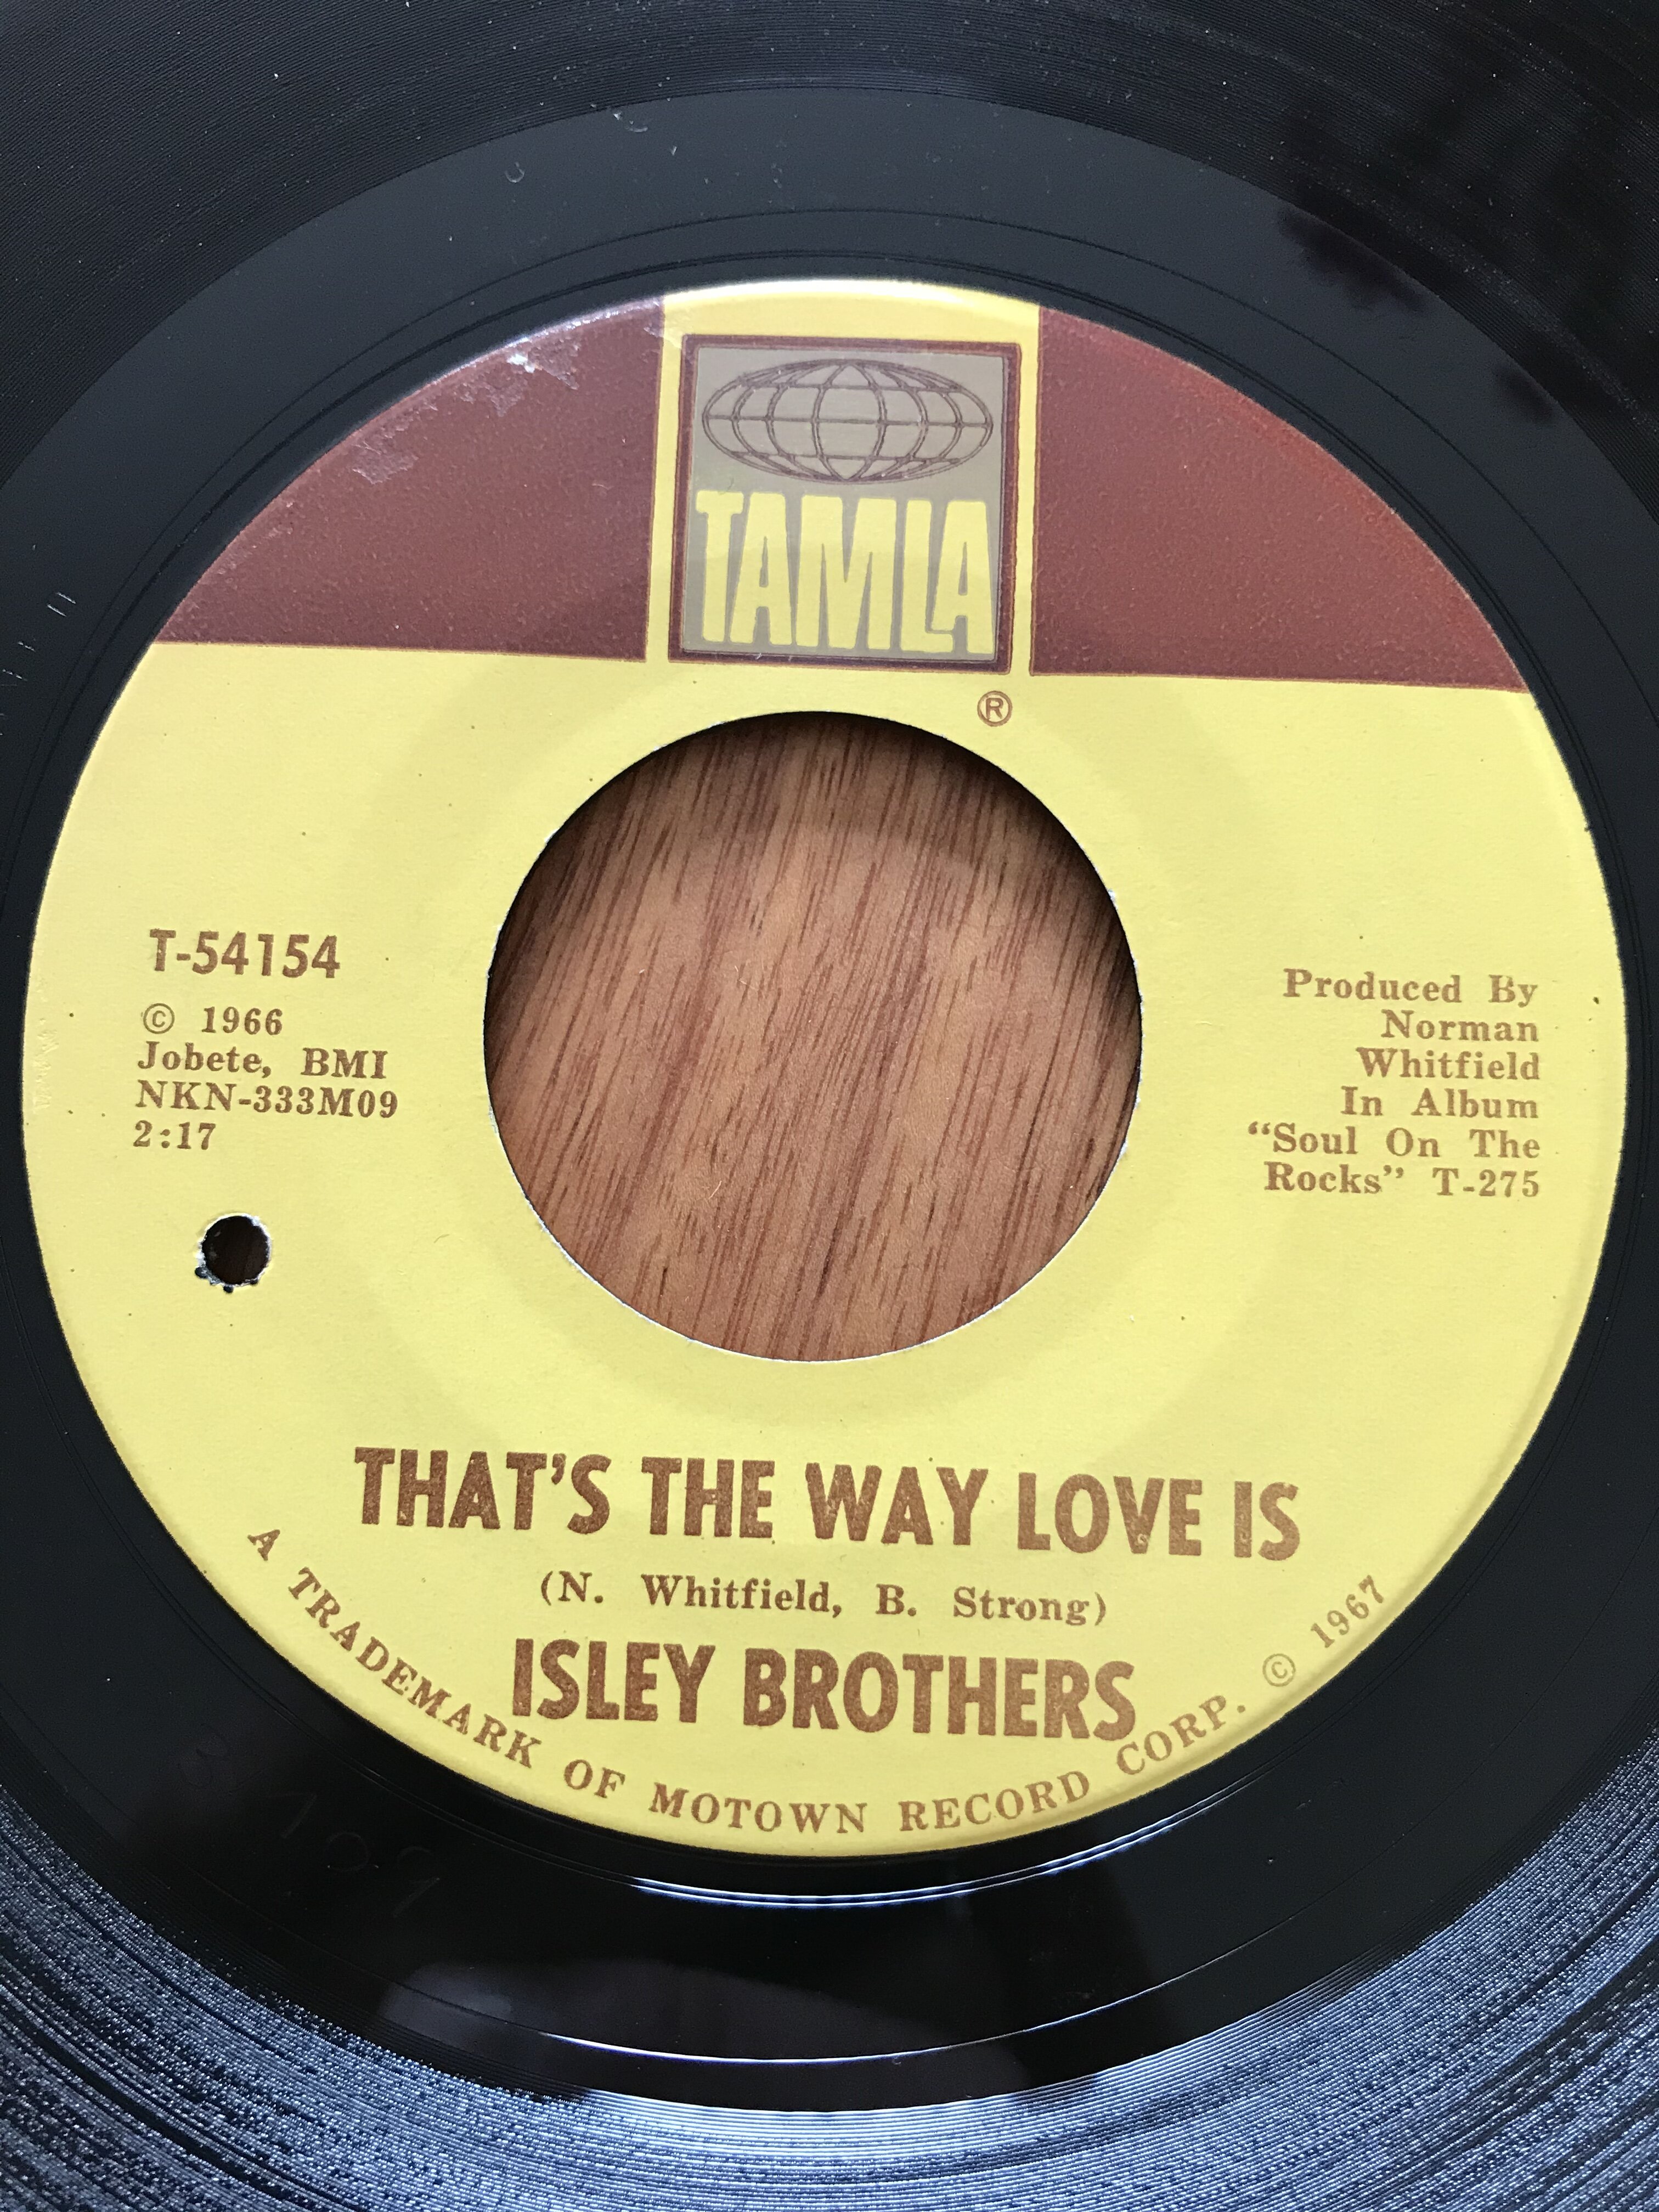 TAMLA
®
T-54154
© 1966
Jobete, BMI
NKN-333M09
2:17
Produced By
Norman
Whitfield
In Album
“Soul On The
Rocks” T-275
THAT'S THE WAY LOVE IS
(N. Whitfield, B. Strong)
ISLEY BROTHERS
A TRADEMARK OF MOTOWN RECORD CORP. © 1967